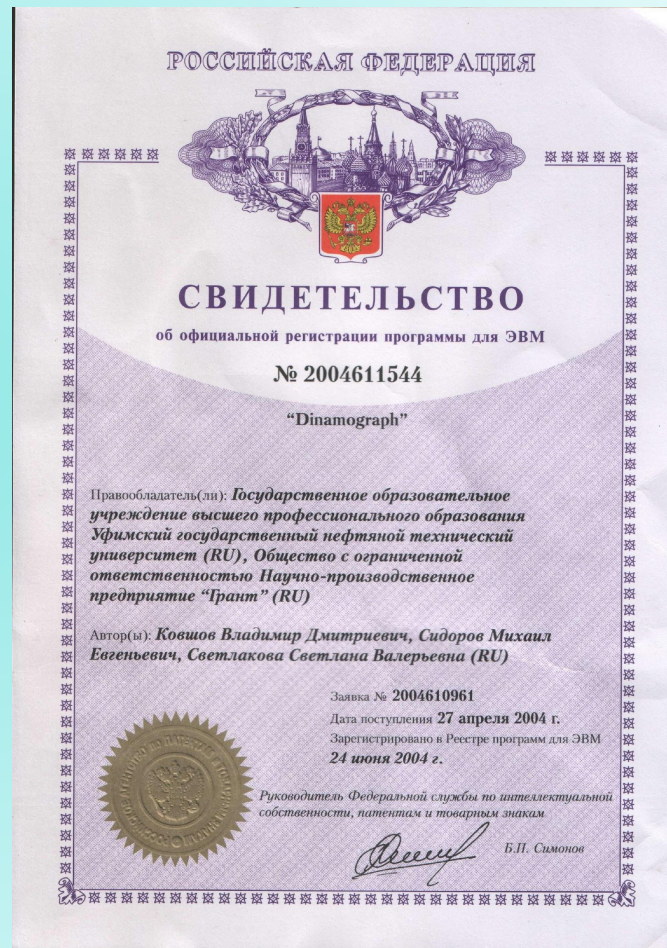 РОССИЙСКАЯ ФЕДЕРАЦИЯ
СВИДЕТЕЛЬСТВО
об официальной регистрации программы для ЭВМ
№ 2004611544
“Dinamograph”
Правообладатель(ли): Государственное образовательное
учреждение высшего профессионального образования
Уфимский государственный нефтяной технический
университет (RU), Общество с ограниченной
ответственностью Научно-производственное
предприятие “Грант” (RU)
Автор(ы): Ковшов Владимир Дмитриевич, Сидоров Михаил
Евгеньевич, Светлакова Светлана Валерьевна (RU)
Заявка № 2004610961
Дата поступления 27 апреля 2004 г.
Зарегистрировано в Реестре программ для ЭВМ
24 июня 2004 г.
Руководитель Федеральной службы по интеллектуальной
собственности, патентам и товарным знакам
Б.П. Симонов